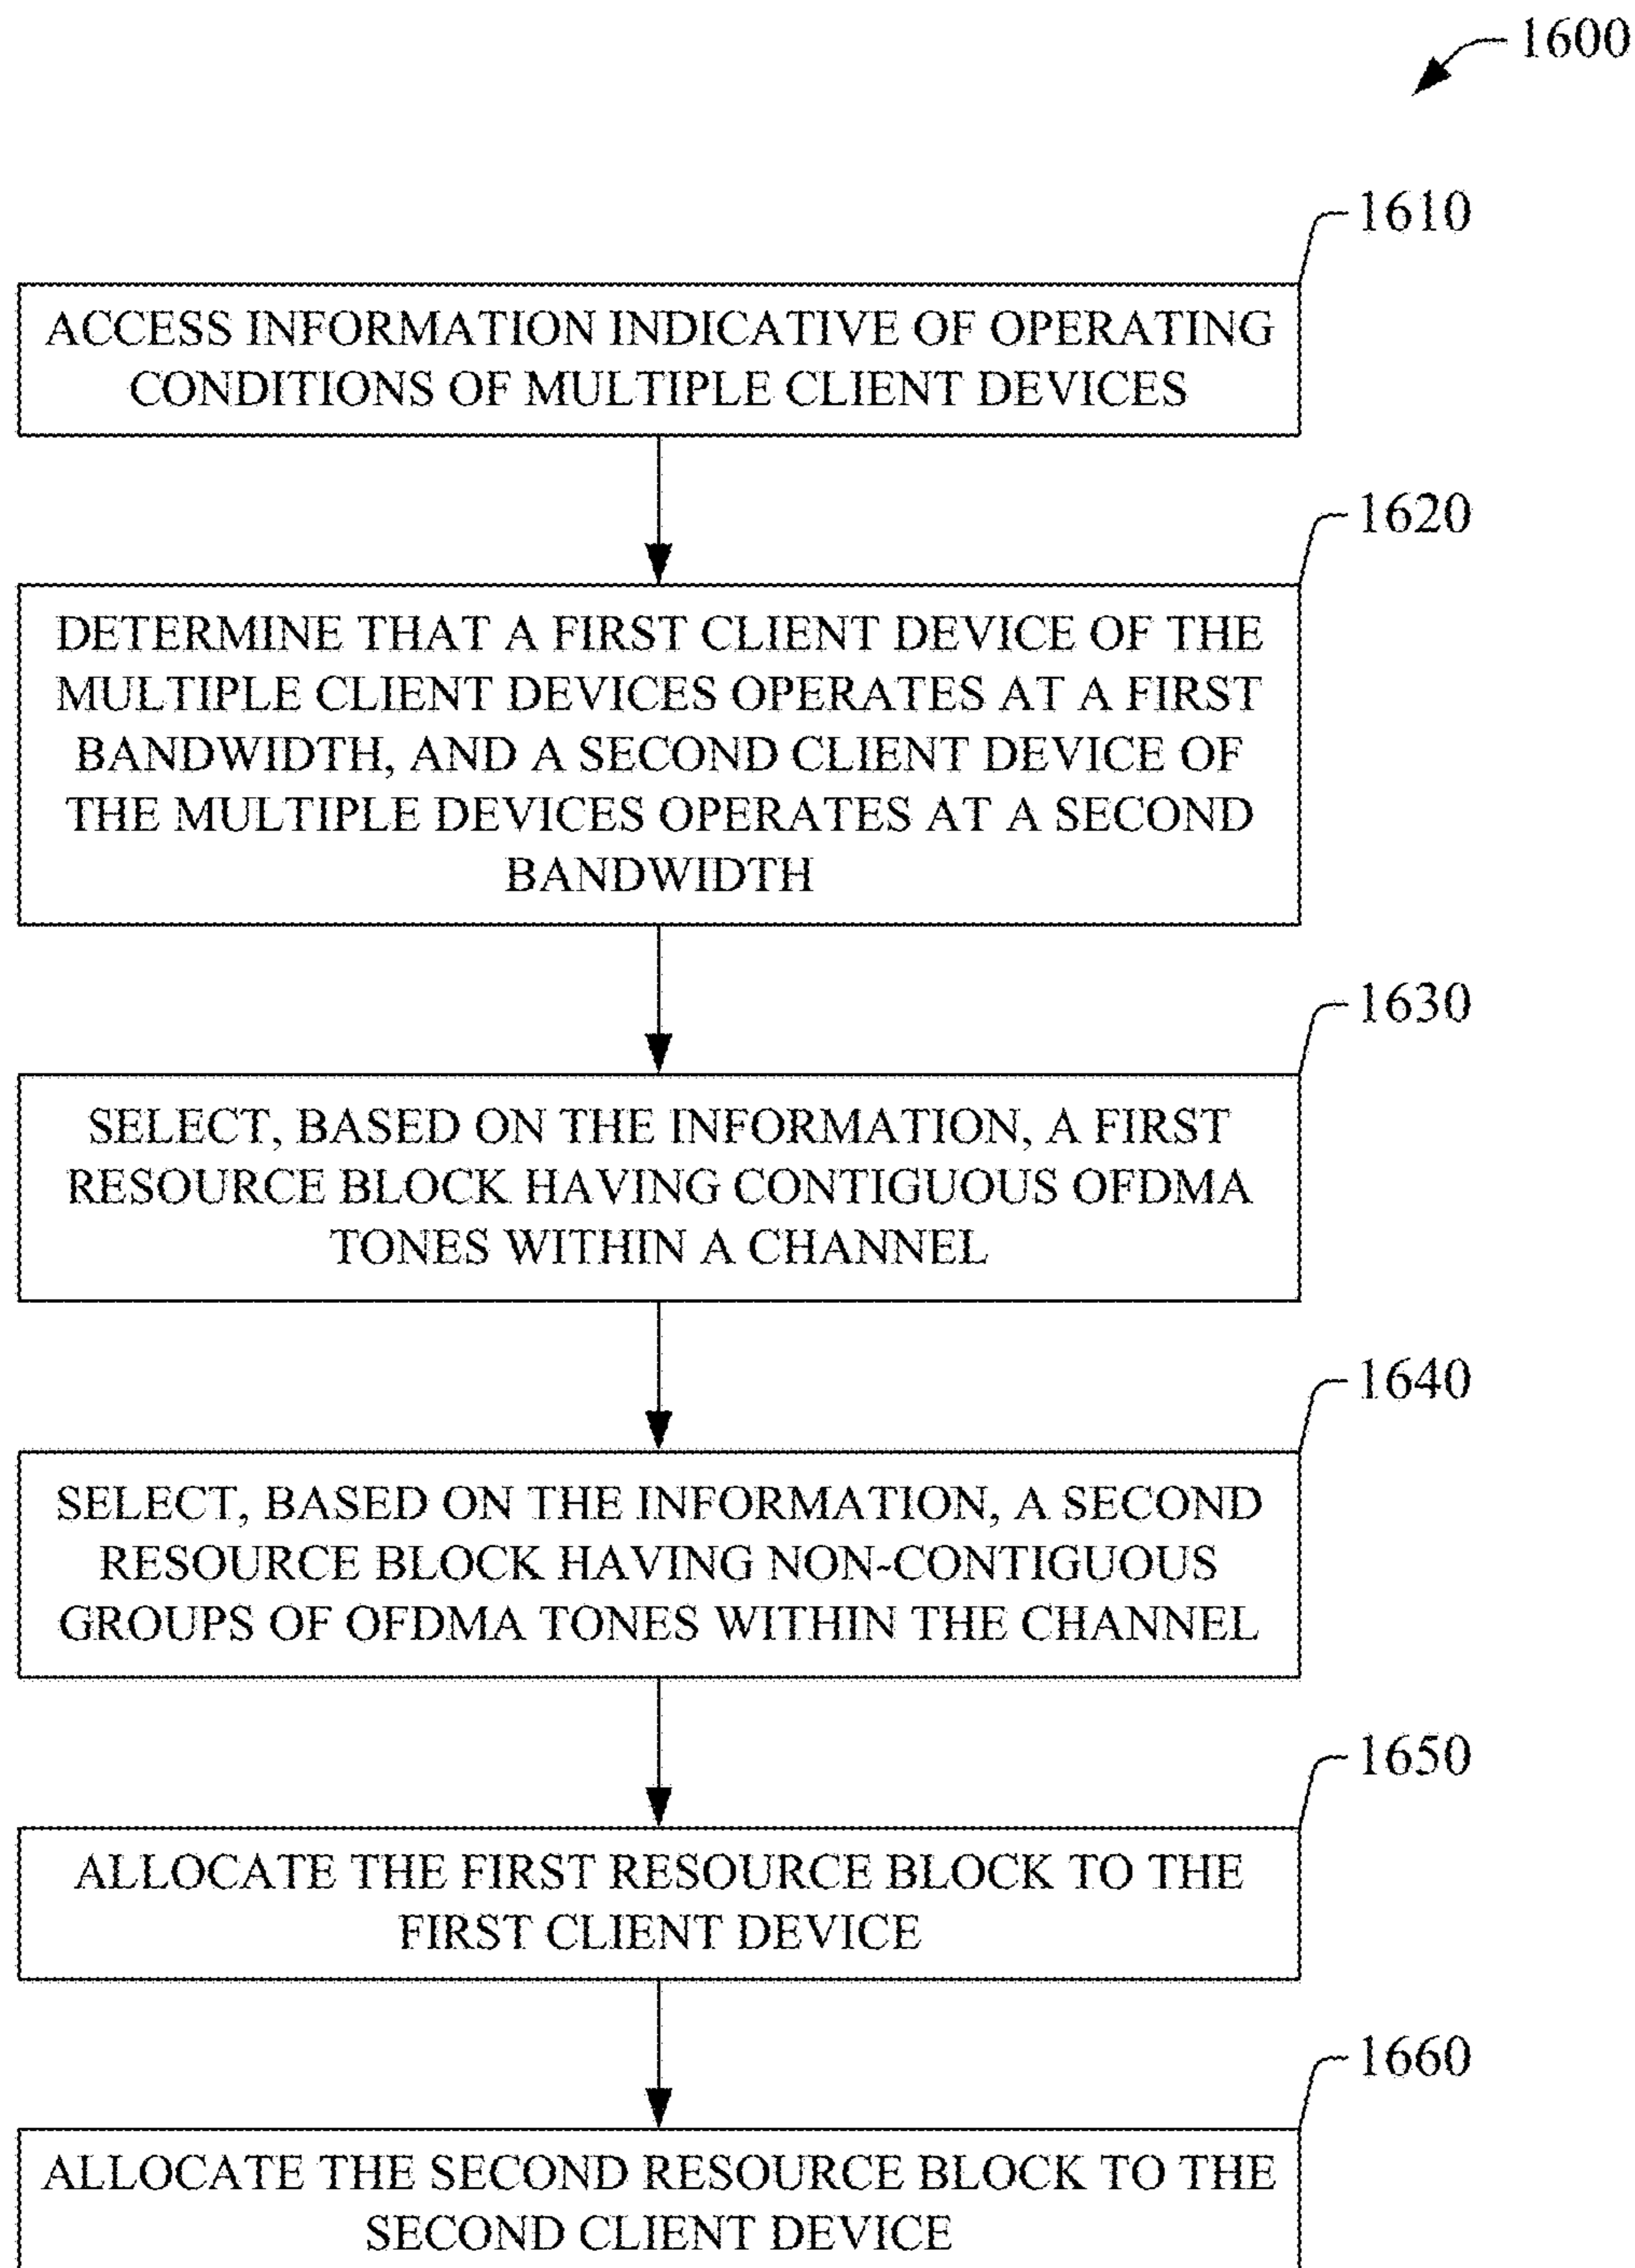 1600
1610
ACCESS INFORMATION INDICATIVE OF OPERATING
CONDITIONS OF MULTIPLE CLIENT DEVICES
1620
DETERMINE THAT A FIRST CLIENT DEVICE OF THE
MULTIPLE CLIENT DEVICES OPERATES AT A FIRST
BANDWIDTH, AND A SECOND CLIENT DEVICE OF
THE MULTIPLE DEVICES OPERATES AT A SECOND
BANDWIDTH
1630
SELECT, BASED ON THE INFORMATION, A FIRST
RESOURCE BLOCK HAVING CONTIGUOUS OFDMA
TONES WITHIN A CHANNEL
1640
SELECT, BASED ON THE INFORMATION, A SECOND
RESOURCE BLOCK HAVING NON-CONTIGUOUS
GROUPS OF OFDMA TONES WITHIN THE CHANNEL
1650
ALLOCATE THE FIRST RESOURCE BLOCK TO THE
FIRST CLIENT DEVICE
1660
ALLOCATE THE SECOND RESOURCE BLOCK TO THE
SECOND CLIENT DEVICE